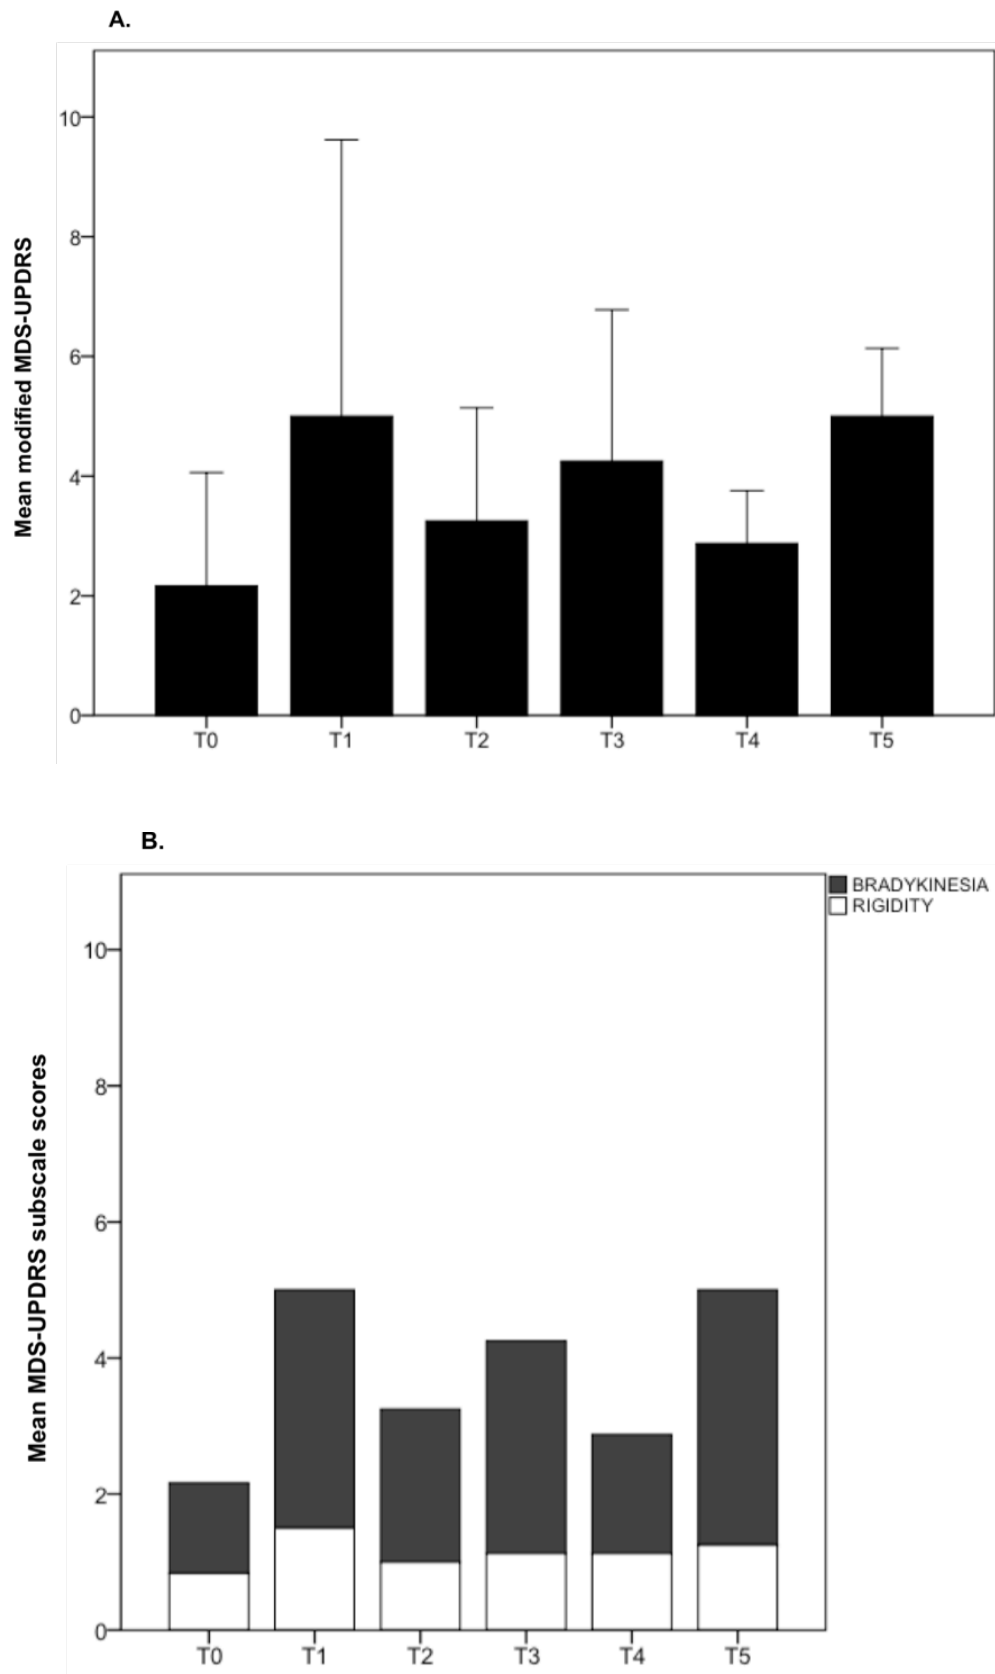 A.
Mean modified MDS-UPDRS
10
8
6
4
2
0
T0 T1 T2 T3 T4 T5
B.
BRADYKINESIA
RIGIDITY
Mean MDS-UPDRS subscale scores
10
8
6
4
2
0
T0 T1 T2 T3 T4 T5